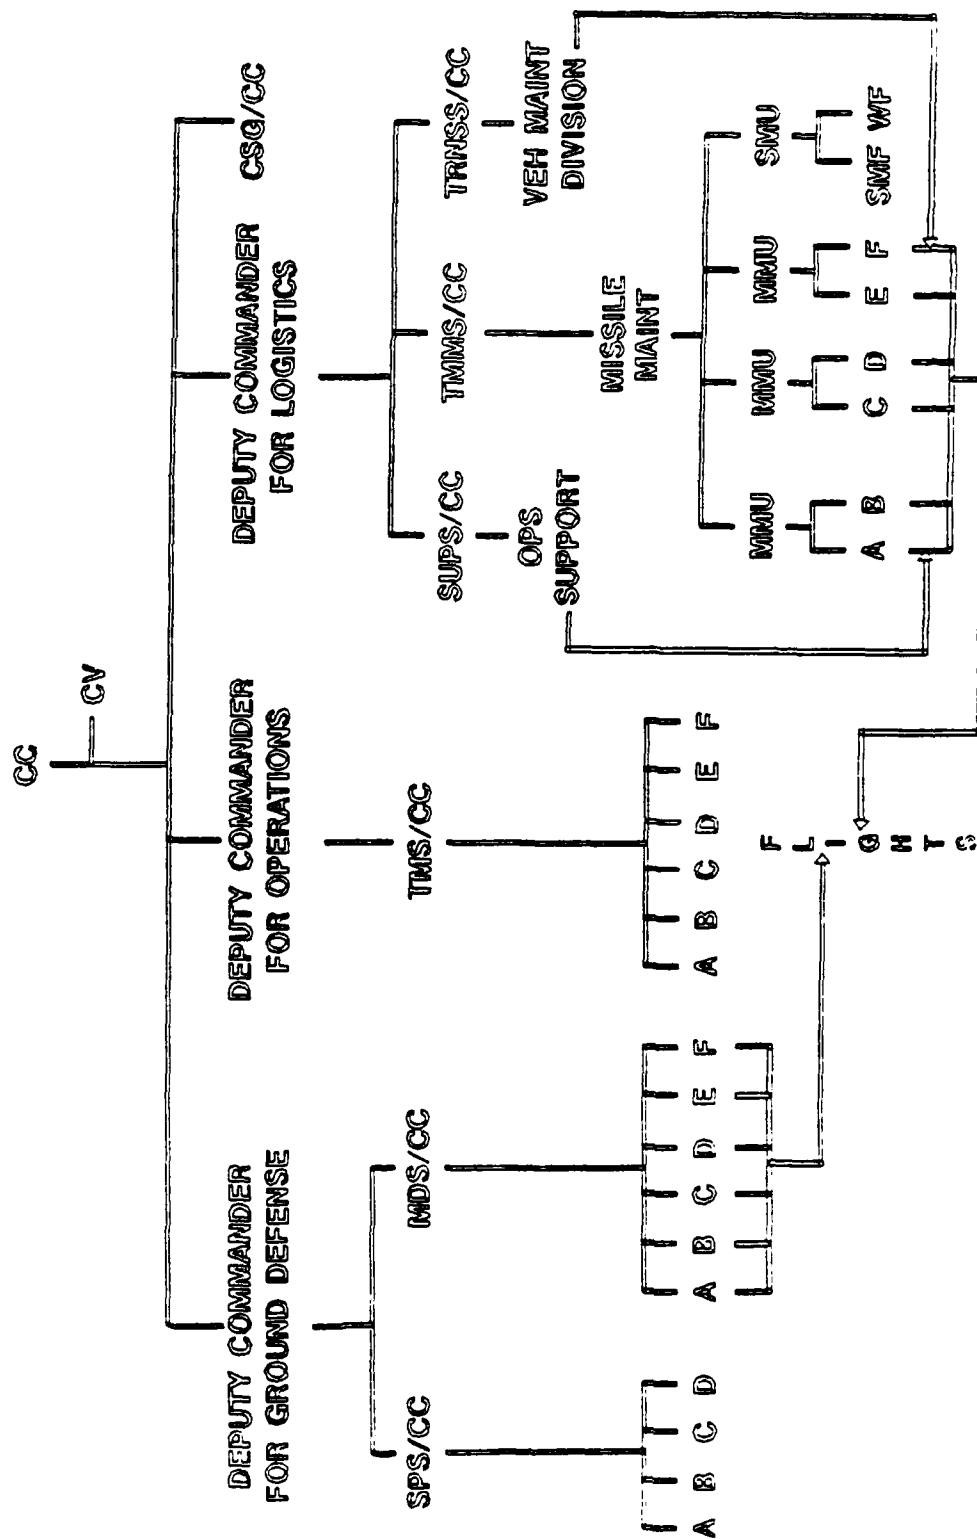 CC
CV
DEPUTY COMMANDER
FOR GROUND DEFENSE
DEPUTY COMMANDER
FOR OPERATIONS
DEPUTY COMMANDER
FOR LOGISTICS
CSG/CC
SPS/CC
MDS/CC
TMS/CC
SUPS/CC
TMMS/CC
TRNSS/CC
OPS
SUPPORT
MISSILE
MAINT
VEH MAINT
DIVISION
MMU
MMU
MMU
SMU
A B C D
A B C D E F
A B C D E F
A B
C D
E F
SMF WF
FLIGHTS